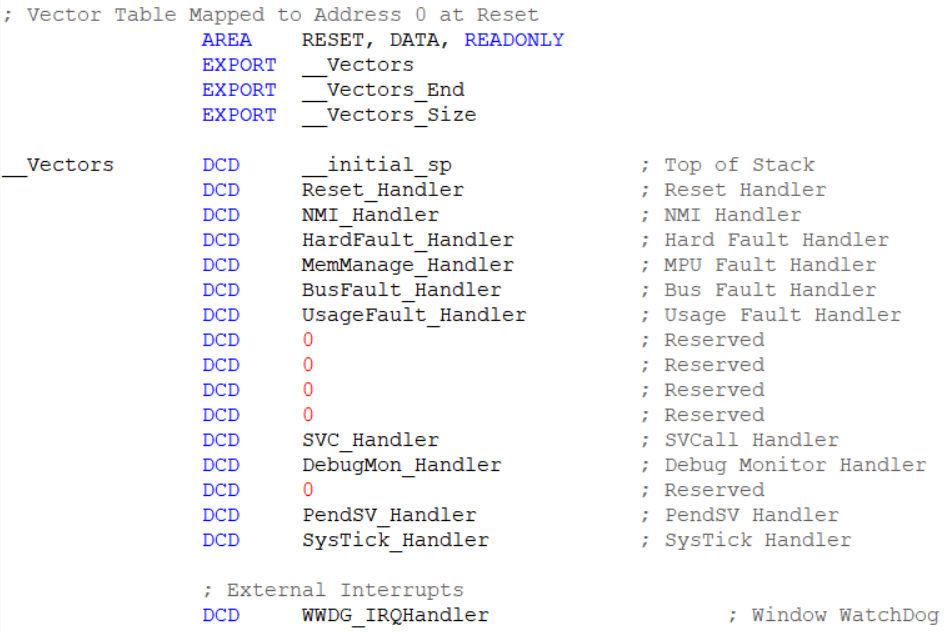 ; Vector Table Mapped to Address 0 at Reset
AREA RESET, DATA, READONLY
EXPORT __Vectors
EXPORT __Vectors_End
EXPORT __Vectors_Size
__Vectors DCD __initial_sp ; Top of Stack
DCD Reset_Handler ; Reset Handler
DCD NMI_Handler ; NMI Handler
DCD HardFault_Handler ; Hard Fault Handler
DCD MemManage_Handler ; MPU Fault Handler
DCD BusFault_Handler ; Bus Fault Handler
DCD UsageFault_Handler ; Usage Fault Handler
DCD 0 ; Reserved
DCD 0 ; Reserved
DCD 0 ; Reserved
DCD 0 ; Reserved
DCD SVC_Handler ; SVCall Handler
DCD DebugMon_Handler ; Debug Monitor Handler
DCD 0 ; Reserved
DCD PendSV_Handler ; PendSV Handler
DCD SysTick_Handler ; SysTick Handler
; External Interrupts
DCD WWDG_IRQHandler ; Window WatchDog